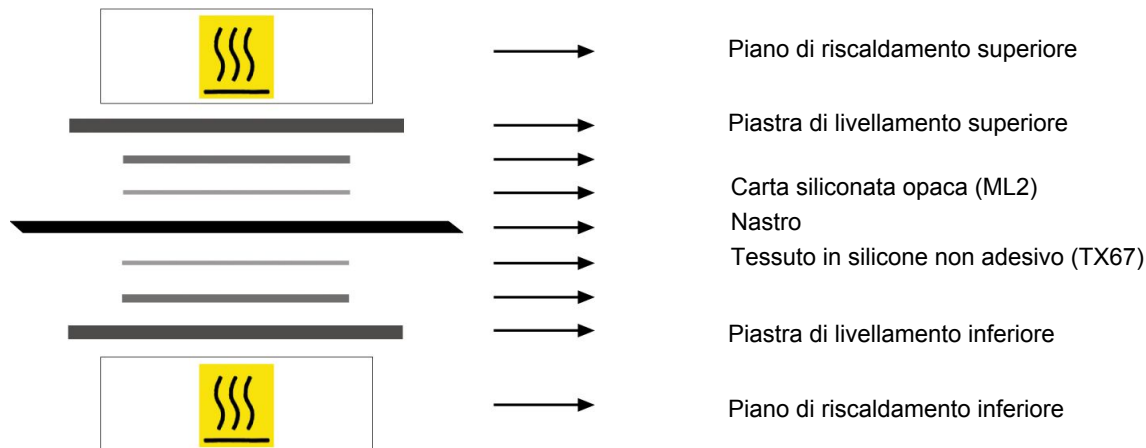 Piano di riscaldamento superiore
Piastra di livellamento superiore
Carta siliconata opaca (ML2)
Nastro
Tessuto in silicone non adesivo (TX67)
Piastra di livellamento inferiore
Piano di riscaldamento inferiore